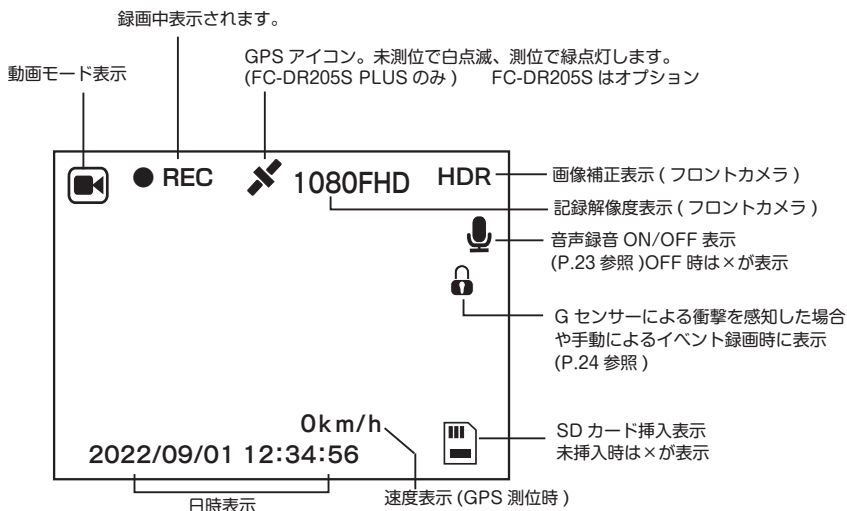 録画中表示されます。
GPS アイコン。未測位で白点滅、測位で緑点灯します。
(FC-DR205S PLUS のみ ) FC-DR205S はオプション
動画モード表示
● REC
1080FHD
HDR
画像補正表示 ( フロントカメラ )
記録解像度表示 ( フロントカメラ )
音声録音 ON/OFF 表示
(P.23 参照 )OFF 時は×が表示
G センサーによる衝撃を感知した場合
や手動によるイベント録画時に表示
(P.24 参照 )
0km/h
2022/09/01 12:34:56
SD カード挿入表示
未挿入時は×が表示
日時表示
速度表示 (GPS 測位時 )